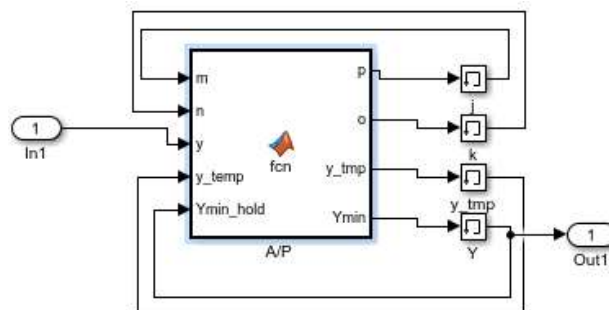 m
p
j
n
o
1
In1
y
fcn
k
y_temp
y_tmp
y_tmp
Ymin_hold
Ymin
Y
1
Out1
A/P